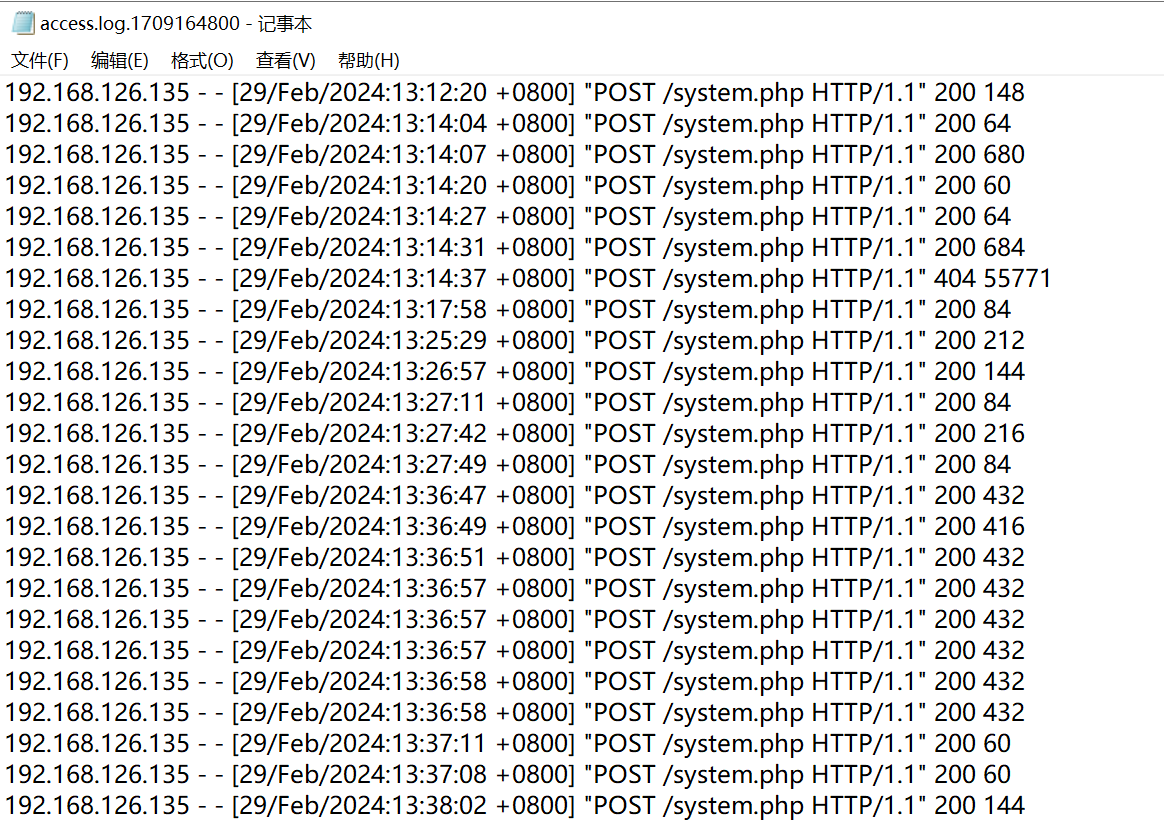 access.log.1709164800 - 记事本
文件(F) 编辑(E) 格式(O) 查看(V) 帮助(H)
192.168.126.135 - - [29/Feb/2024:13:12:20 +0800] "POST /system.php HTTP/1.1" 200 148
192.168.126.135 - - [29/Feb/2024:13:14:04 +0800] "POST /system.php HTTP/1.1" 200 64
192.168.126.135 - - [29/Feb/2024:13:14:07 +0800] "POST /system.php HTTP/1.1" 200 680
192.168.126.135 - - [29/Feb/2024:13:14:20 +0800] "POST /system.php HTTP/1.1" 200 60
192.168.126.135 - - [29/Feb/2024:13:14:27 +0800] "POST /system.php HTTP/1.1" 200 64
192.168.126.135 - - [29/Feb/2024:13:14:31 +0800] "POST /system.php HTTP/1.1" 200 684
192.168.126.135 - - [29/Feb/2024:13:14:37 +0800] "POST /system.php HTTP/1.1" 404 55771
192.168.126.135 - - [29/Feb/2024:13:17:58 +0800] "POST /system.php HTTP/1.1" 200 84
192.168.126.135 - - [29/Feb/2024:13:25:29 +0800] "POST /system.php HTTP/1.1" 200 212
192.168.126.135 - - [29/Feb/2024:13:26:57 +0800] "POST /system.php HTTP/1.1" 200 144
192.168.126.135 - - [29/Feb/2024:13:27:11 +0800] "POST /system.php HTTP/1.1" 200 84
192.168.126.135 - - [29/Feb/2024:13:27:42 +0800] "POST /system.php HTTP/1.1" 200 216
192.168.126.135 - - [29/Feb/2024:13:27:49 +0800] "POST /system.php HTTP/1.1" 200 84
192.168.126.135 - - [29/Feb/2024:13:36:47 +0800] "POST /system.php HTTP/1.1" 200 432
192.168.126.135 - - [29/Feb/2024:13:36:49 +0800] "POST /system.php HTTP/1.1" 200 416
192.168.126.135 - - [29/Feb/2024:13:36:51 +0800] "POST /system.php HTTP/1.1" 200 432
192.168.126.135 - - [29/Feb/2024:13:36:57 +0800] "POST /system.php HTTP/1.1" 200 432
192.168.126.135 - - [29/Feb/2024:13:36:57 +0800] "POST /system.php HTTP/1.1" 200 432
192.168.126.135 - - [29/Feb/2024:13:36:57 +0800] "POST /system.php HTTP/1.1" 200 432
192.168.126.135 - - [29/Feb/2024:13:36:58 +0800] "POST /system.php HTTP/1.1" 200 432
192.168.126.135 - - [29/Feb/2024:13:36:58 +0800] "POST /system.php HTTP/1.1" 200 432
192.168.126.135 - - [29/Feb/2024:13:37:11 +0800] "POST /system.php HTTP/1.1" 200 60
192.168.126.135 - - [29/Feb/2024:13:37:08 +0800] "POST /system.php HTTP/1.1" 200 60
192.168.126.135 - - [29/Feb/2024:13:38:02 +0800] "POST /system.php HTTP/1.1" 200 144